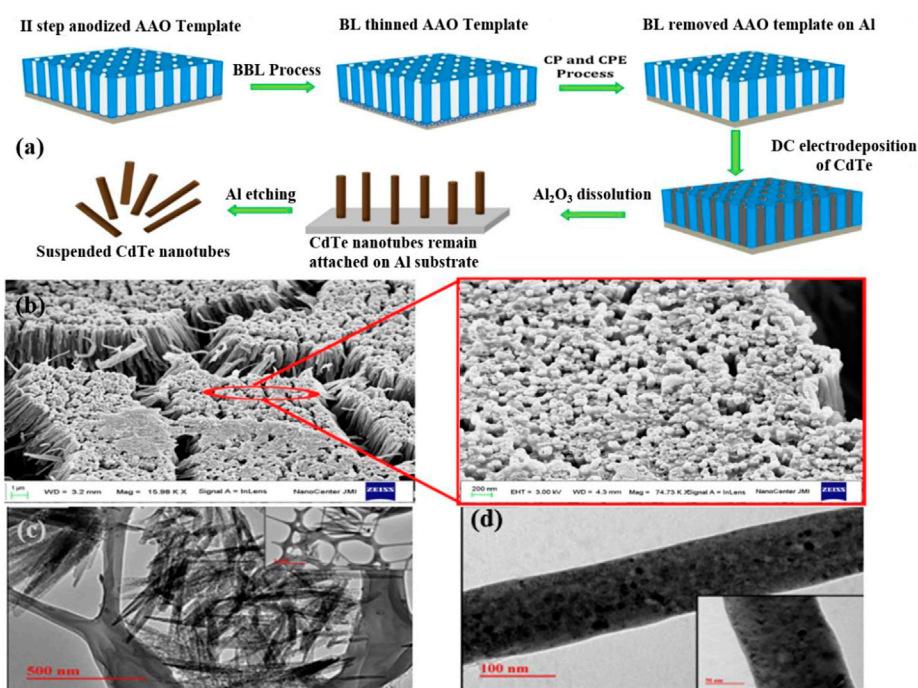 II step anodized AAO Template
BL thinned AAO Template
BL removed AAO template on Al
BBL Process
CP and CPE
Process
(a)
DC electrodeposition
of CdTe
Al etching
Al₂O₃ dissolution
Suspended CdTe nanotubes
CdTe nanotubes remain
attached on Al substrate
(b)
1 µm WD = 3.2 mm Mag = 15.98 K X Signal A = InLens NanoCenter JMI ZEISS
200 nm EHT = 3.00 kV WD = 4.3 mm Mag = 74.73 K X Signal A = InLens NanoCenter JMI ZEISS
(c)
500 nm
(d)
100 nm
50 nm